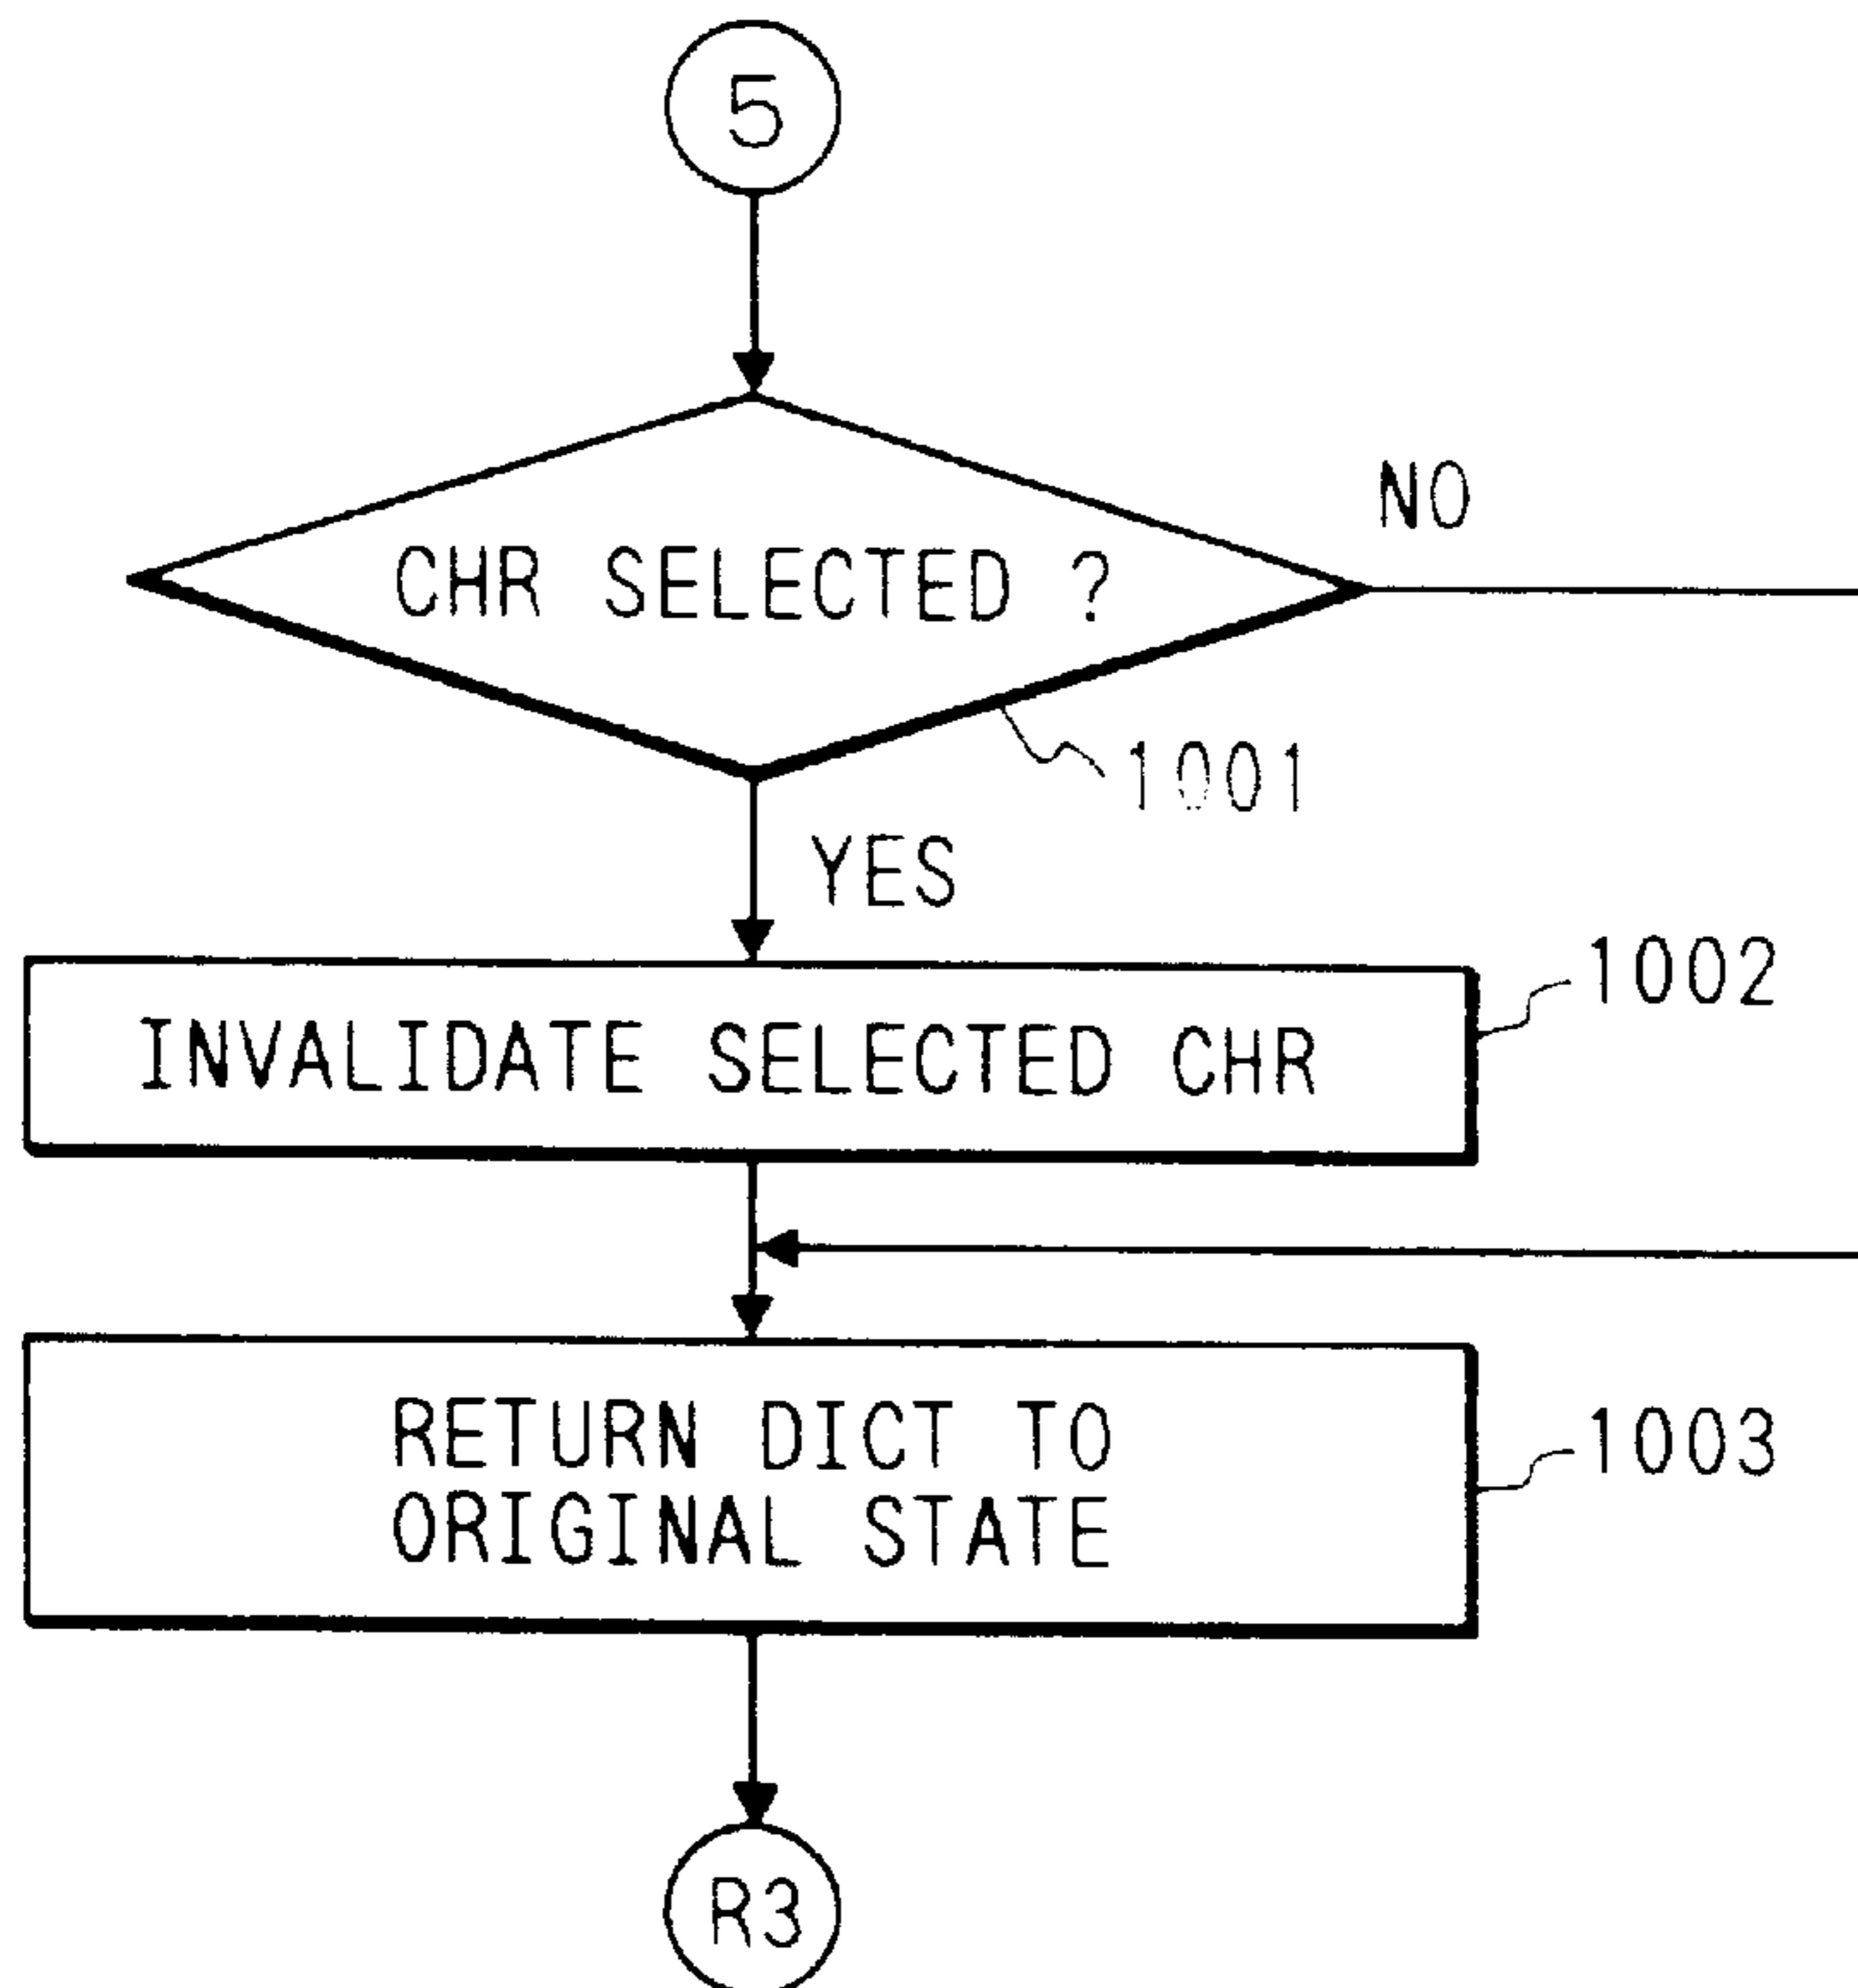 5
CHR SELECTED ?
NO
1001
YES
1002
INVALIDATE SELECTED CHR
RETURN DICT TO
ORIGINAL STATE
1003
R3